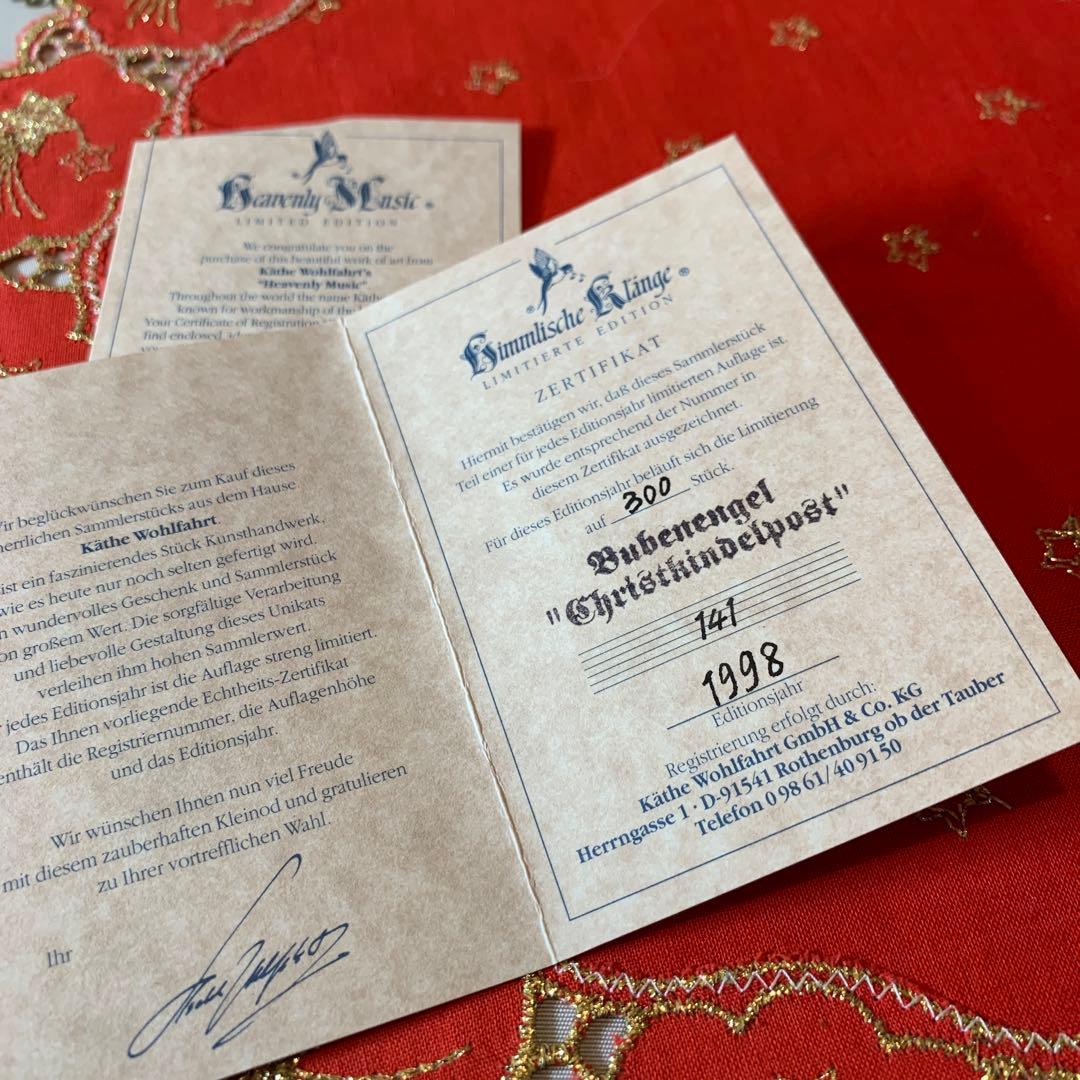 Heavenly Music ®
LIMITED EDITION
We congratulate you on the
purchase of this beautiful work of art from
Käthe Wohlfahrt's
"Heavenly Music".
Throughout the world the name Käthe
known for workmanship of the
Your Certificate of Registration
find enclosed
Wir beglückwünschen Sie zum Kauf dieses
herrlichen Sammlerstücks aus dem Hause
Käthe Wohlfahrt.
ist ein faszinierendes Stück Kunsthandwerk,
wie es heute nur noch selten gefertigt wird.
wundervolles Geschenk und Sammlerstück
von großem Wert. Die sorgfältige Verarbeitung
und liebevolle Gestaltung dieses Unikats
verleihen ihm hohen Sammlerwert.
jedes Editionsjahr ist die Auflage streng limitiert.
Das Ihnen vorliegende Echtheits-Zertifikat
enthält die Registriernummer, die Auflagenhöhe
und das Editionsjahr.
Wir wünschen Ihnen nun viel Freude
mit diesem zauberhaften Kleinod und gratulieren
zu Ihrer vortrefflichen Wahl.
Ihr
Himmlische Klänge ®
LIMITIERTE EDITION
ZERTIFIKAT
Hiermit bestätigen wir, daß dieses Sammlerstück
Teil einer für jedes Editionsjahr limitierten Auflage ist.
Es wurde entsprechend der Nummer in
diesem Zertifikat ausgezeichnet.
Für dieses Editionsjahr beläuft sich die Limitierung
auf 300 Stück.
Bubenengel
"Christkindelpost"
141
1998
Editionsjahr
Registrierung erfolgt durch:
Käthe Wohlfahrt GmbH & Co. KG
Herrngasse 1 · D-91541 Rothenburg ob der Tauber
Telefon 0 98 61/40 91 50